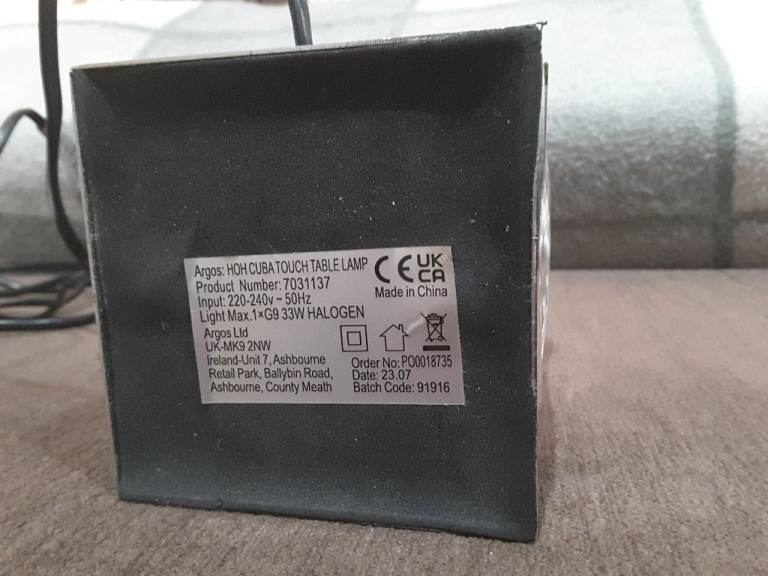 Argos: HOH CUBA TOUCH TABLE LAMP
Product Number: 7031137
Input: 220-240v ~ 50Hz
Light Max.1×G9 33W HALOGEN
Argos Ltd
UK-MK9 2NW
Ireland-Unit 7, Ashbourne
Retail Park, Ballybin Road,
Ashbourne, County Meath
CE UK
CA
Made in China
Order No: PO0018735
Date: 23.07
Batch Code: 91916